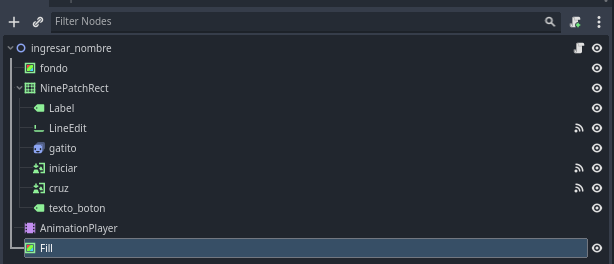 Filter Nodes
ingresar_nombre
fondo
NinePatchRect
Label
LineEdit
gatito
iniciar
cruz
texto_boton
AnimationPlayer
Fill